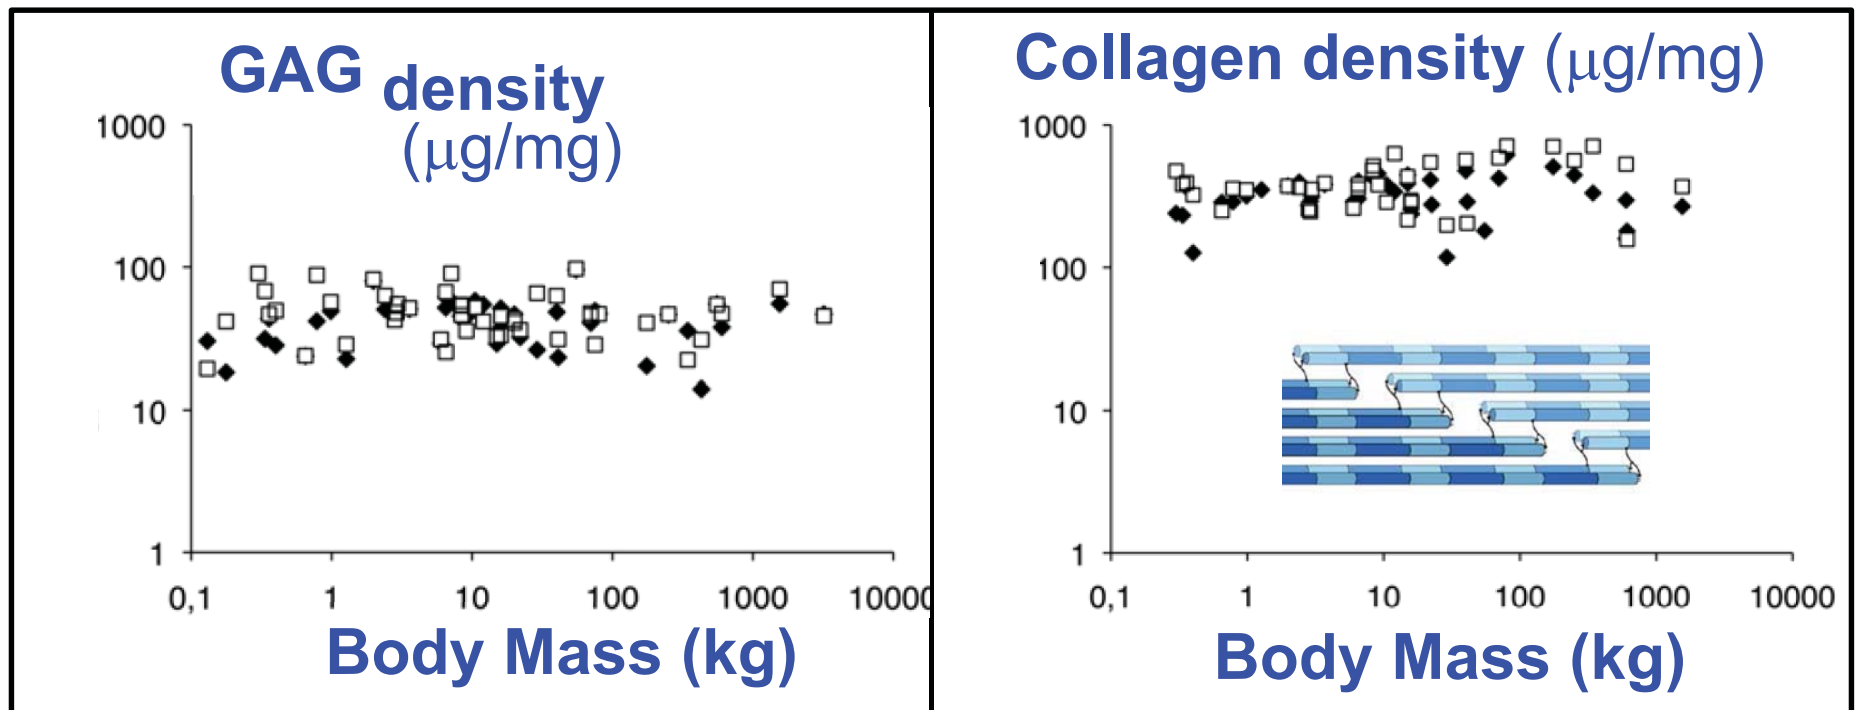 GAG density
(μg/mg)
1000
100
10
1
0,1 1 10 100 1000 10000
Body Mass (kg)
Collagen density (μg/mg)
1000
100
10
1
0,1 1 10 100 1000 10000
Body Mass (kg)